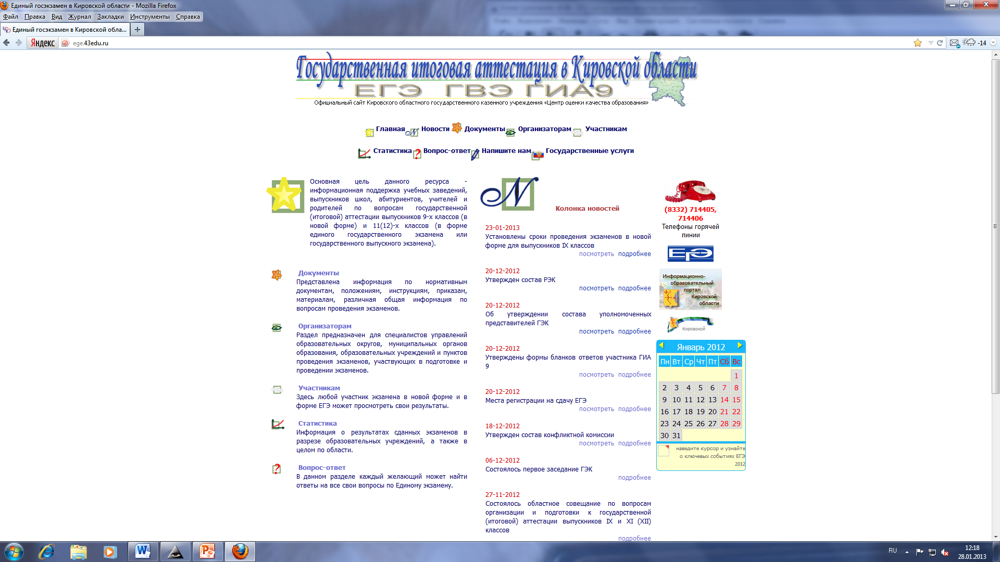 Единый госэкзамен в Кировской области - Mozilla Firefox
Файл Правка Вид Журнал Закладки Инструменты Справка
Единый госэкзамен в Кировской обла...
Яндекс ege.43edu.ru -14
Государственная итоговая аттестация в Кировской области
ЕГЭ ГВЭ ГИА9
Официальный сайт Кировского областного государственного казенного учреждения «Центр оценки качества образования»
Главная Новости Документы Организаторам Участникам
Статистика Вопрос-ответ Напишите нам Государственные услуги
Основная цель данного ресурса -
информационная поддержка учебных заведений,
выпускников школ, абитуриентов, учителей и
родителей по вопросам государственной
(итоговой) аттестации выпускников 9-х классов (в
новой форме) и 11(12)-х классов (в форме
единого государственного экзамена или
государственного выпускного экзамена).
Документы
Представлена информация по нормативным
документам, положениям, инструкциям, приказам,
материалам, различная общая информация по
вопросам проведения экзаменов.
Организаторам
Раздел предназначен для специалистов управлений
образовательных округов, муниципальных органов
образования, образовательных учреждений и пунктов
проведения экзаменов, участвующих в подготовке и
проведении экзаменов.
Участникам
Здесь любой участник экзамена в новой форме и в
форме ЕГЭ может просмотреть свои результаты.
Статистика
Информация о результатах сданных экзаменов в
разрезе образовательных учреждений, а также в
целом по области.
Вопрос-ответ
В данном разделе каждый желающий может найти
ответы на все свои вопросы по Единому экзамену.
N
Колонка новостей
23-01-2013
Установлены сроки проведения экзаменов в новой
форме для выпускников IX классов
посмотреть подробнее
20-12-2012
Утвержден состав РЭК
посмотреть подробнее
20-12-2012
Об утверждении состава уполномоченных
представителей ГЭК
посмотреть подробнее
20-12-2012
Утверждены формы бланков ответов участника ГИА
9
посмотреть подробнее
20-12-2012
Места регистрации на сдачу ЕГЭ
посмотреть подробнее
18-12-2012
Утвержден состав конфликтной комиссии
посмотреть подробнее
06-12-2012
Состоялось первое заседание ГЭК
подробнее
27-11-2012
Состоялось областное совещание по вопросам
организации и подготовки к государственной
(итоговой) аттестации выпускников IX и XI (XII)
классов
подробнее
(8332) 714405,
714406
Телефоны горячей
линии
ЕГЭ
Информационно-
образовательный
портал
Кировской
области
Кировской
Январь 2012
Пн Вт Ср Чт Пт Сб Вс
1
2 3 4 5 6 7 8
9 10 11 12 13 14 15
16 17 18 19 20 21 22
23 24 25 26 27 28 29
30 31
наведите курсор и узнайте
о ключевых событиях ЕГЭ
2012
RU
12:18
28.01.2013